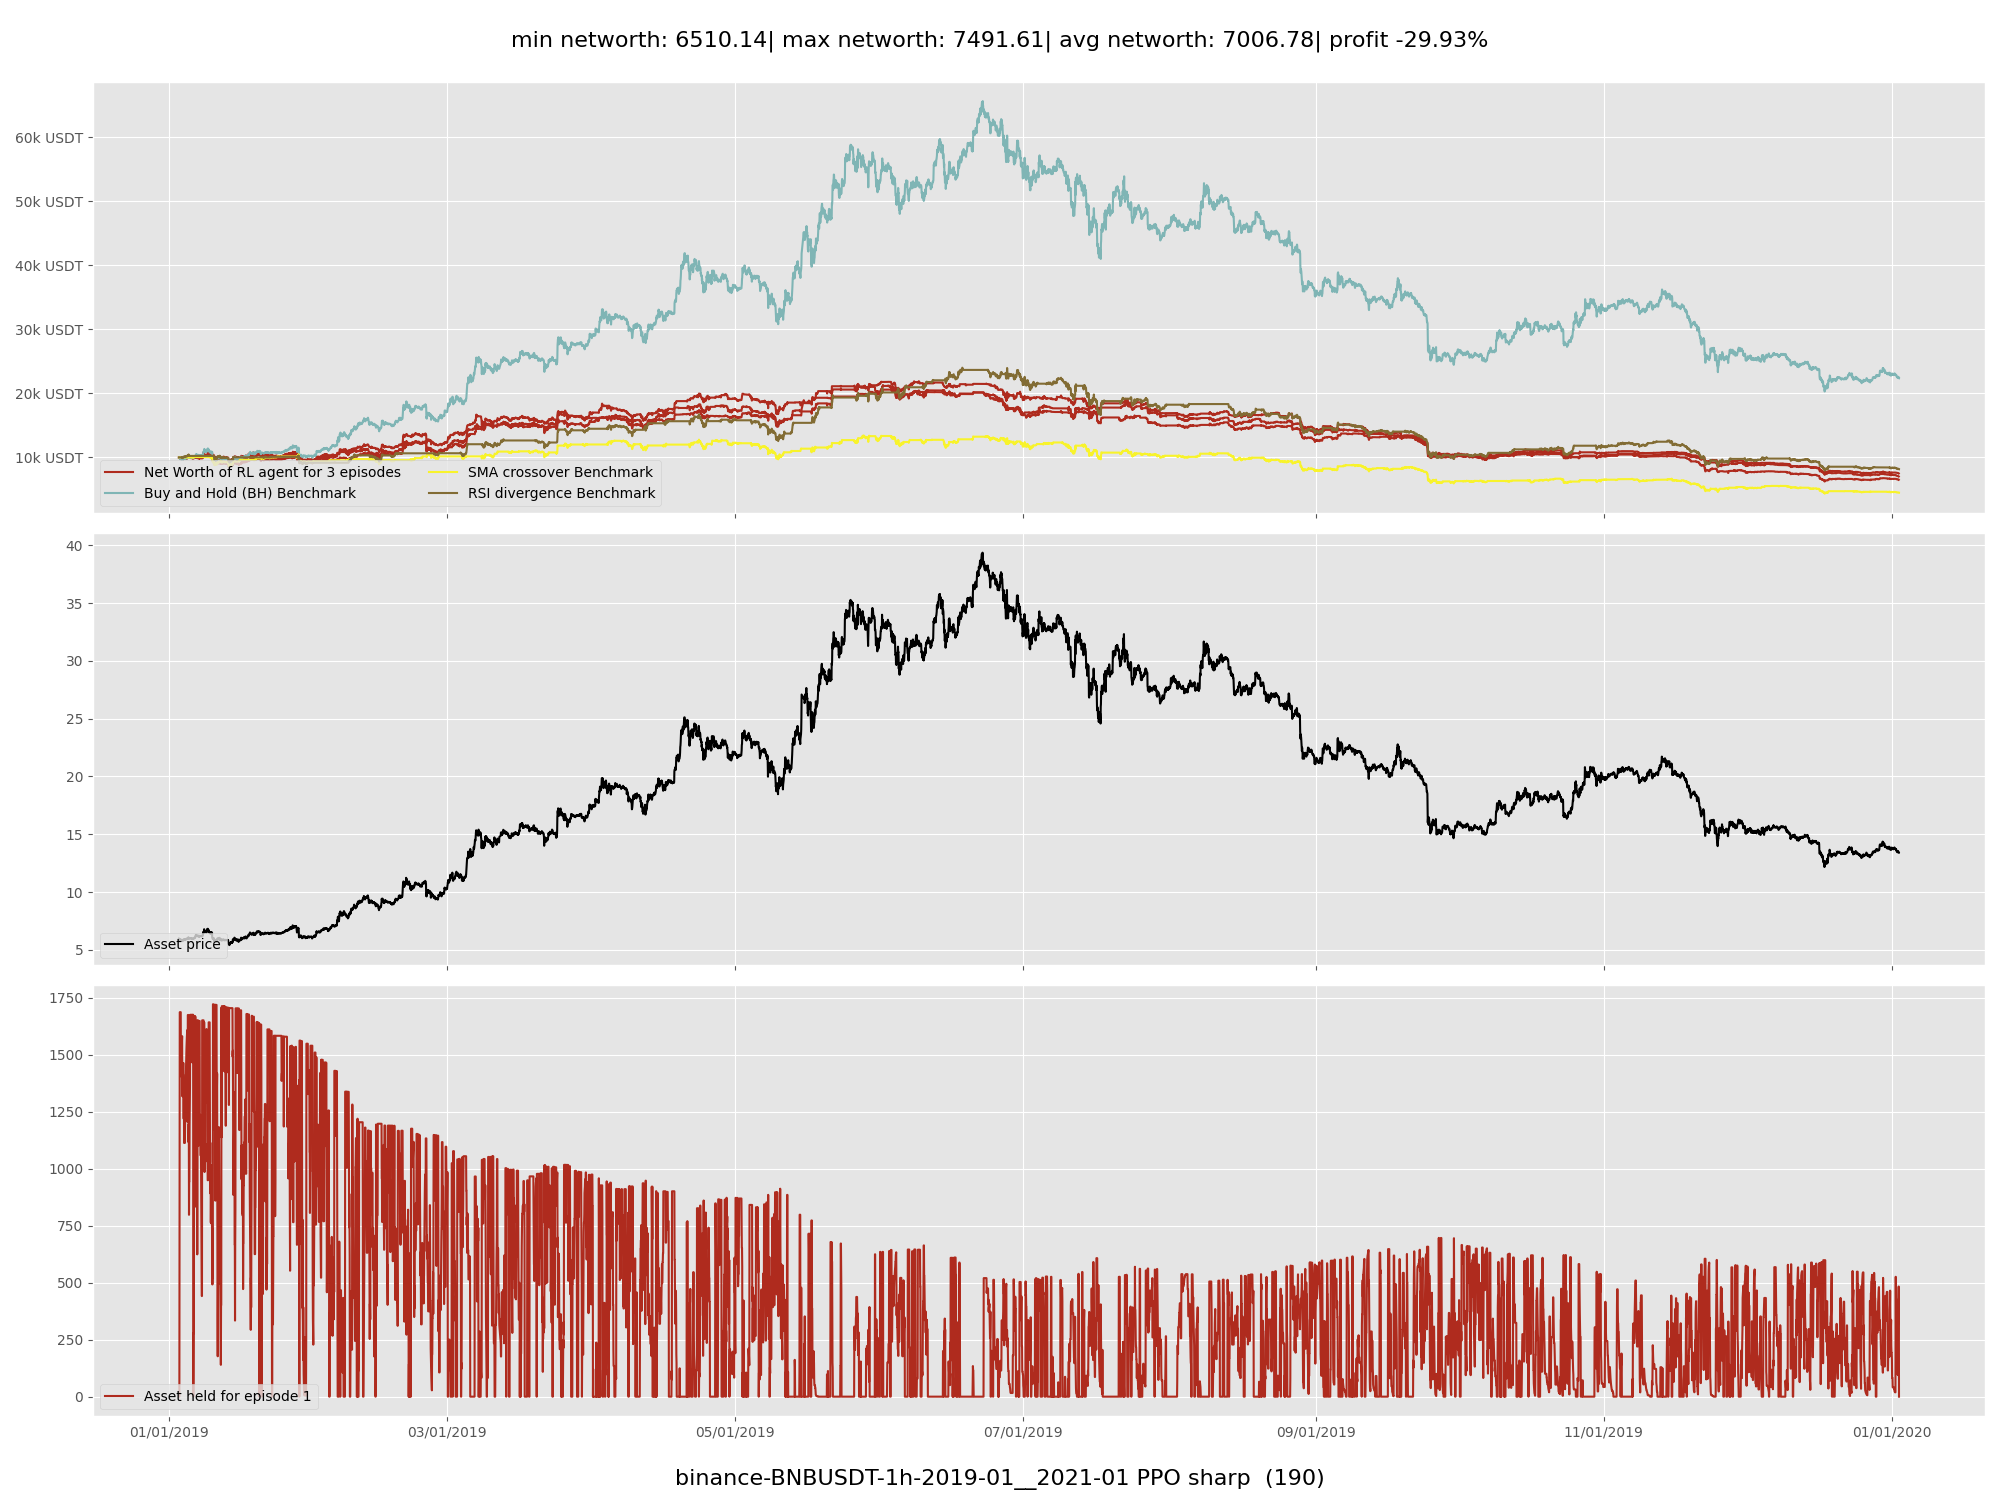 min networth: 6510.14| max networth: 7491.61| avg networth: 7006.78| profit -29.93%
60k USDT
50k USDT
40k USDT
30k USDT
20k USDT
10k USDT
Net Worth of RL agent for 3 episodes
Buy and Hold (BH) Benchmark
SMA crossover Benchmark
RSI divergence Benchmark
40
35
30
25
20
15
10
5
Asset price
1750
1500
1250
1000
750
500
250
0
Asset held for episode 1
01/01/2019
03/01/2019
05/01/2019
07/01/2019
09/01/2019
11/01/2019
01/01/2020
binance-BNBUSDT-1h-2019-01__2021-01 PPO sharp  (190)